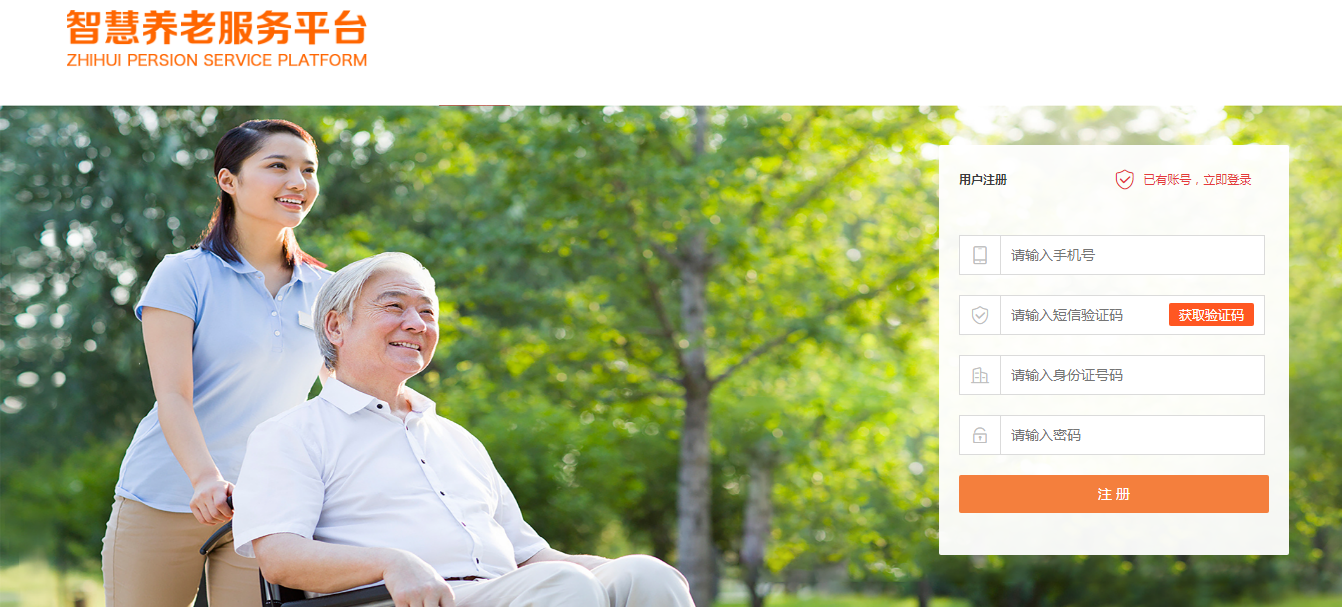 智慧养老服务平台
ZHIHUI PERSION SERVICE PLATFORM
用户注册
已有账号，立即登录
请输入手机号
请输入短信验证码 获取验证码
请输入身份证号码
请输入密码
注 册